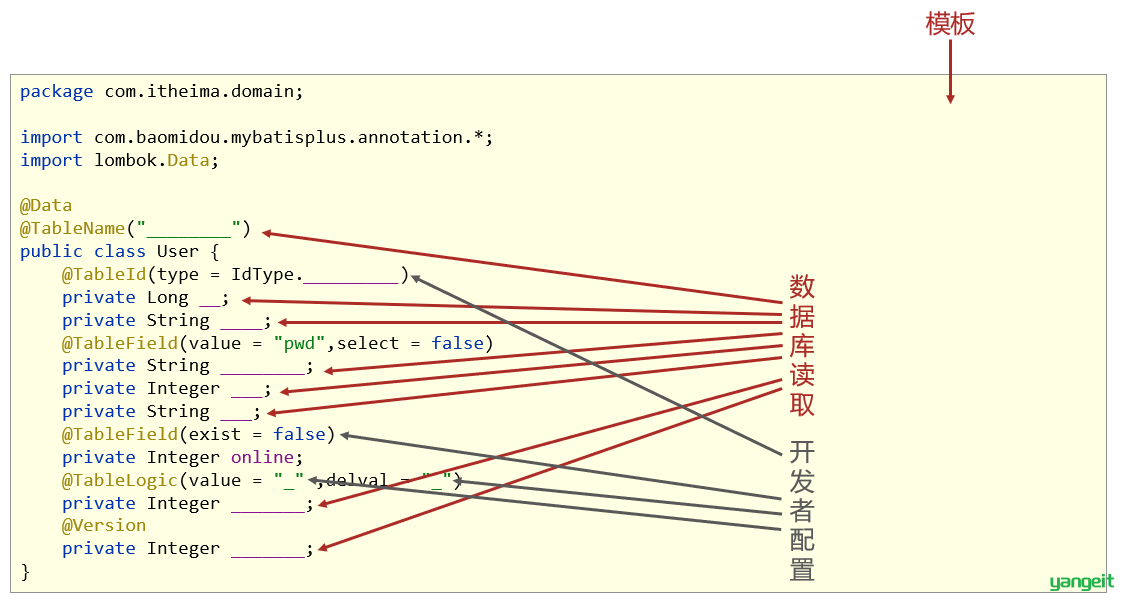 模板
package com.itheima.domain;
import com.baomidou.mybatisplus.annotation.*;
import lombok.Data;
@Data
@TableName("________")
public class User {
@TableId(type = IdType._________)
private Long __;
private String ____;
@TableField(value = "pwd",select = false)
private String ________;
private Integer ___;
private String ___;
@TableField(exist = false)
private Integer online;
@TableLogic(value = "_" ,delval = "_")
private Integer _______;
@Version
private Integer _______;
}
数据库读取
开发者配置
yangeit